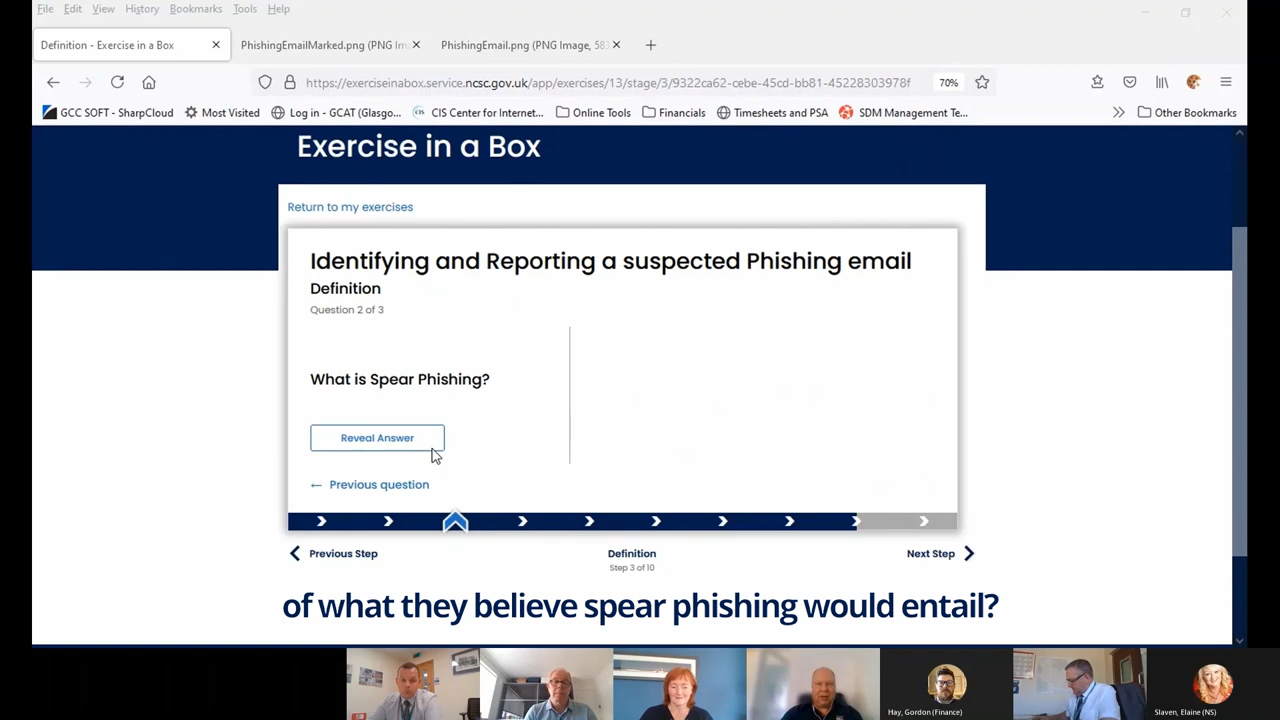 File Edit View History Bookmarks Tools Help
Definition - Exercise in a Box PhishingEmailMarked.png (PNG Im PhishingEmail.png (PNG Image, 583
https://exerciseinabox.service.ncsc.gov.uk/app/exercises/13/stage/3/9322ca62-cebe-45cd-bb81-45228303978f 70%
GCC SOFT - SharpCloud Most Visited Log in - GCAT (Glasgo... CIS Center for Internet... Online Tools Financials Timesheets and PSA SDM Management Te... Other Bookmarks
Exercise in a Box
Return to my exercises
Identifying and Reporting a suspected Phishing email
Definition
Question 2 of 3
What is Spear Phishing?
Reveal Answer
← Previous question
Previous Step Definition Next Step
Step 3 of 10
of what they believe spear phishing would entail?
Hay, Gordon (Finance) Slaven, Elaine (NS)